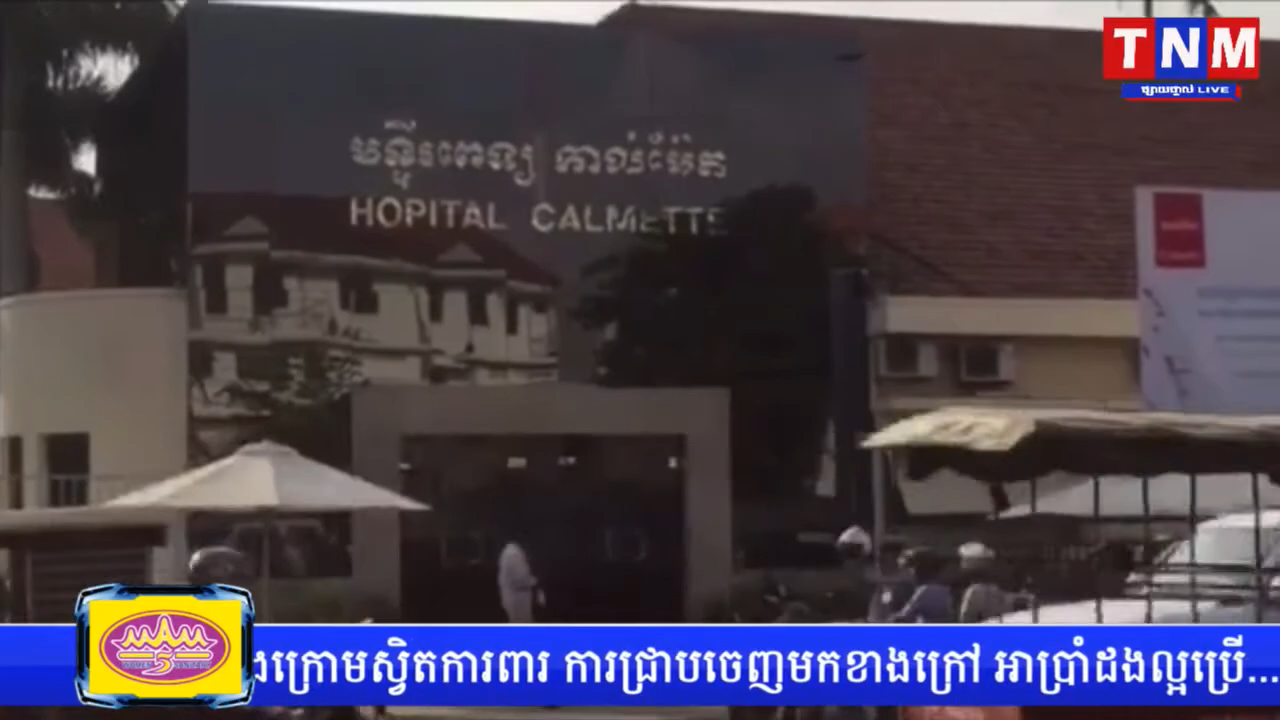 TNM
ផ្សាយផ្ទាល់ LIVE
មន្ទីរពេទ្យ កាល់ម៉ែត
HOPITAL CALMETTE
5
ងក្រោមស្វិតការពារ ការជ្រាបចេញមកខាងក្រៅ អាប្រាំដងល្អប្រើ...